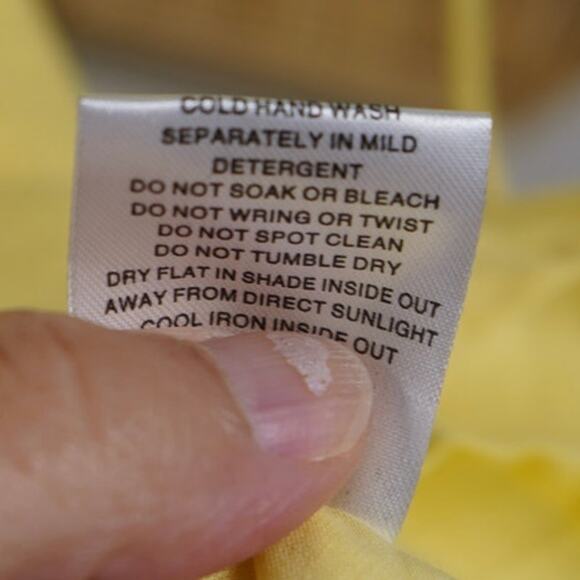 COLD HAND WASH
SEPARATELY IN MILD
DETERGENT
DO NOT SOAK OR BLEACH
DO NOT WRING OR TWIST
DO NOT SPOT CLEAN
DO NOT TUMBLE DRY
DRY FLAT IN SHADE INSIDE OUT
AWAY FROM DIRECT SUNLIGHT
COOL IRON INSIDE OUT